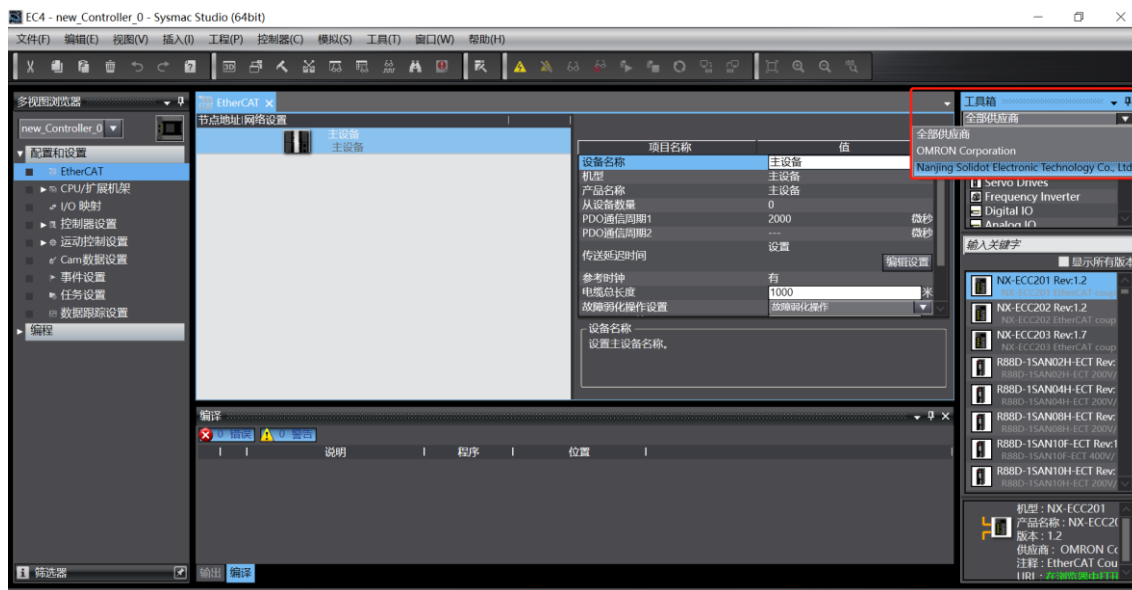 EC4 - new_Controller_0 - Sysmac Studio (64bit)
文件(F) 编辑(E) 视图(V) 插入(I) 工程(P) 控制器(C) 模拟(S) 工具(T) 窗口(W) 帮助(H)
多视图浏览器
new_Controller_0
配置和设置
EtherCAT
CPU/扩展机架
I/O 映射
控制器设置
运动控制设置
Cam数据设置
事件设置
任务设置
数据跟踪设置
编程
筛选器
EtherCAT
节点地址|网络设置
主设备
主设备
项目名称 值
设备名称 主设备
机型 主设备
产品名称 主设备
从设备数量 0
PDO通信周期1 2000 微秒
PDO通信周期2 --- 微秒
传送延迟时间 设置
编辑设置
参考时钟 有
电缆总长度 1000 米
故障弱化操作设置 故障弱化操作
设备名称
设置主设备名称。
编译
0 错误 0 警告
说明 程序 位置
输出 编译
工具箱
全部供应商
全部供应商
OMRON Corporation
Nanjing Solidot Electronic Technology Co., Ltd
Servo Drives
Frequency Inverter
Digital IO
Analog IO
输入关键字
显示所有版本
NX-ECC201 Rev:1.2
NX-ECC201 EtherCAT coup
NX-ECC202 Rev:1.2
NX-ECC202 EtherCAT coup
NX-ECC203 Rev:1.7
NX-ECC203 EtherCAT coup
R88D-1SAN02H-ECT Rev:
R88D-1SAN02H-ECT 200V/
R88D-1SAN04H-ECT Rev:
R88D-1SAN04H-ECT 200V/
R88D-1SAN08H-ECT Rev:
R88D-1SAN08H-ECT 200V/
R88D-1SAN10F-ECT Rev:1
R88D-1SAN10F-ECT 400V/
R88D-1SAN10H-ECT Rev:
R88D-1SAN10H-ECT 200V/
机型 : NX-ECC201
产品名称 : NX-ECC20
版本 : 1.2
供应商 : OMRON Co
注释 : EtherCAT Cou
URL : 在浏览器中打开